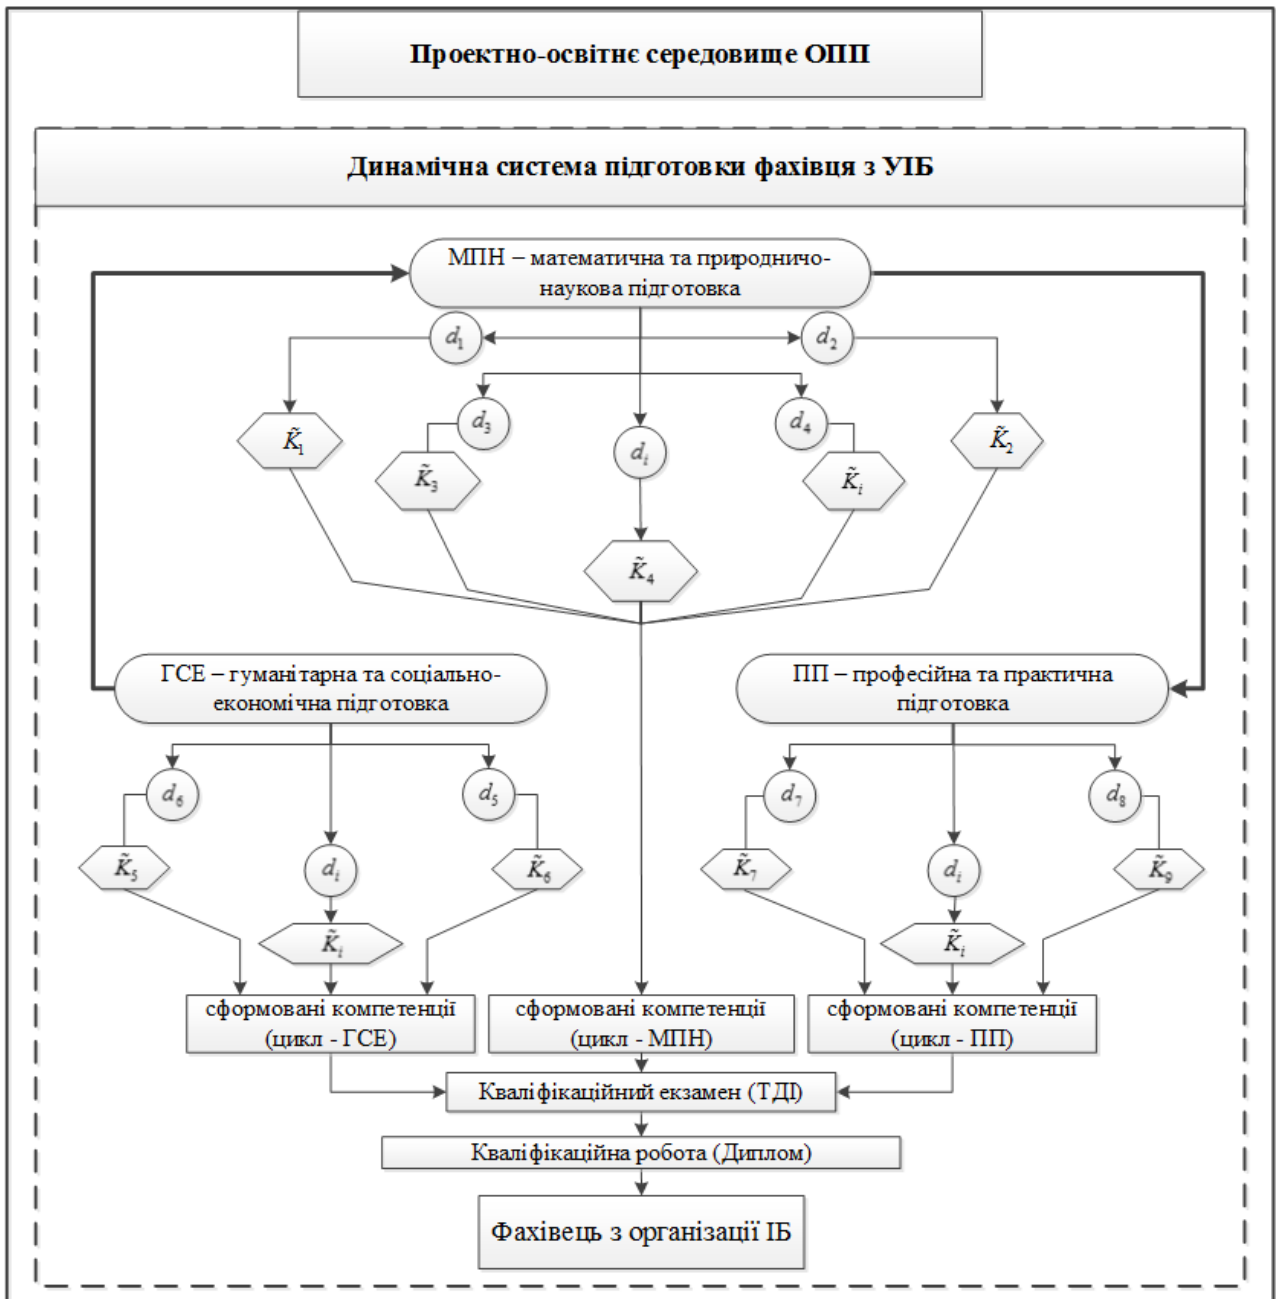 Проектно-освітнє середовище ОПП
Динамічна система підготовки фахівця з УІБ
МПН – математична та природничо-
наукова підготовка
d₁
d₂
d₃
d₄
dᵢ
K̃₁
K̃₂
K̃₃
K̃ᵢ
K̃₄
ГСЕ – гуманітарна та соціально-
економічна підготовка
ПП – професійна та практична
підготовка
d₆
d₅
d₇
d₈
K̃₅
dᵢ
K̃₆
K̃₇
dᵢ
K̃₉
K̃ᵢ
K̃ᵢ
сформовані компетенції
(цикл - ГСЕ)
сформовані компетенції
(цикл - МПН)
сформовані компетенції
(цикл - ПП)
Кваліфікаційний екзамен (ТДІ)
Кваліфікаційна робота (Диплом)
Фахівець з організації ІБ